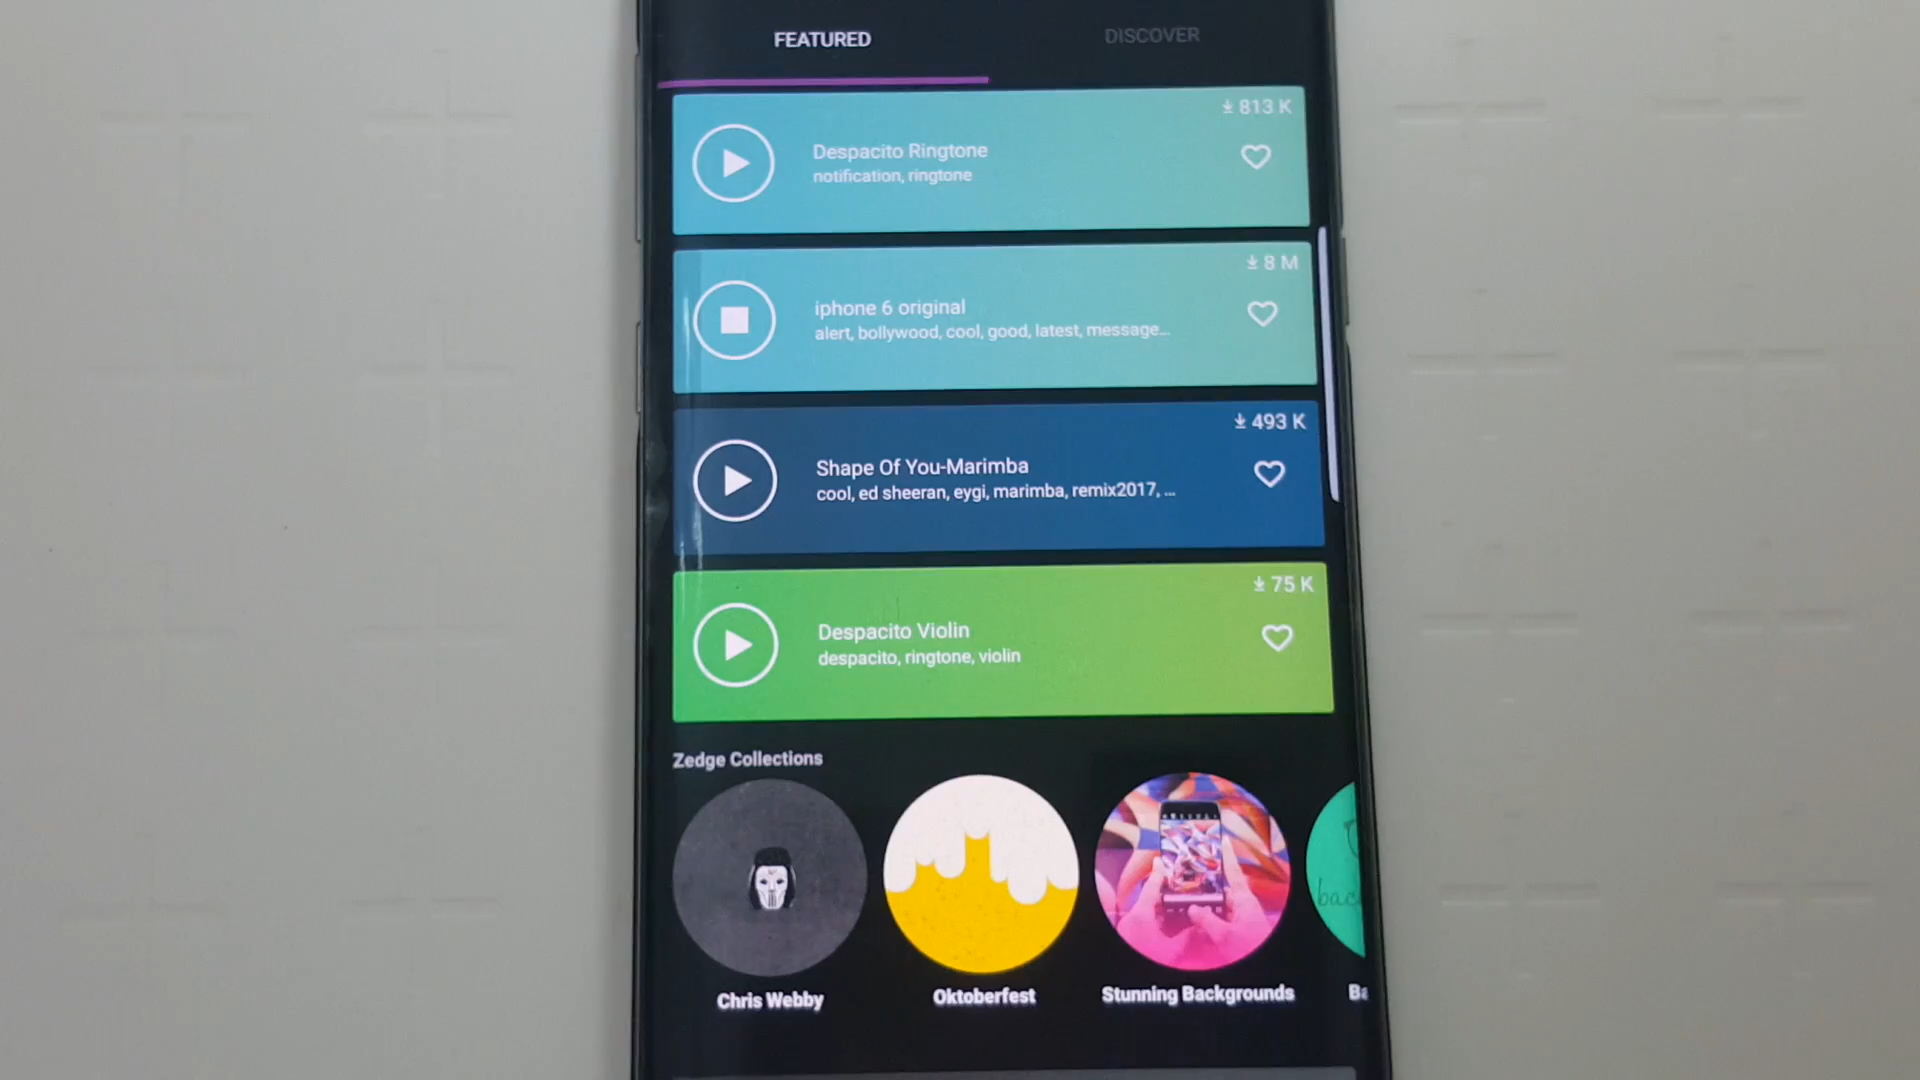 FEATURED
DISCOVER
813 K
Despacito Ringtone
notification, ringtone
8 M
iphone 6 original
alert, bollywood, cool, good, latest, message...
493 K
Shape Of You-Marimba
cool, ed sheeran, eygi, marimba, remix2017, ...
75 K
Despacito Violin
despacito, ringtone, violin
Zedge Collections
bac
Chris Webby
Oktoberfest
Stunning Backgrounds
Ba